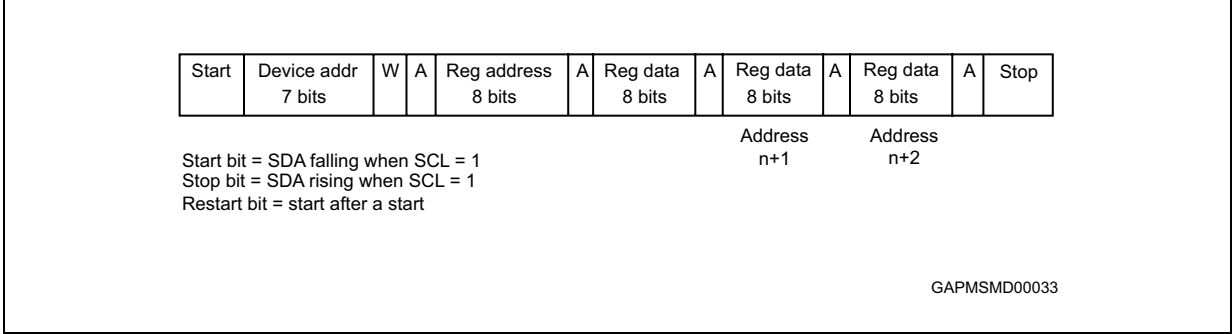 Start Device addr W A Reg address A Reg data A Reg data A Reg data A Stop
7 bits 8 bits 8 bits 8 bits 8 bits
Address Address
n+1 n+2
Start bit = SDA falling when SCL = 1
Stop bit = SDA rising when SCL = 1
Restart bit = start after a start
GAPMSMD00033